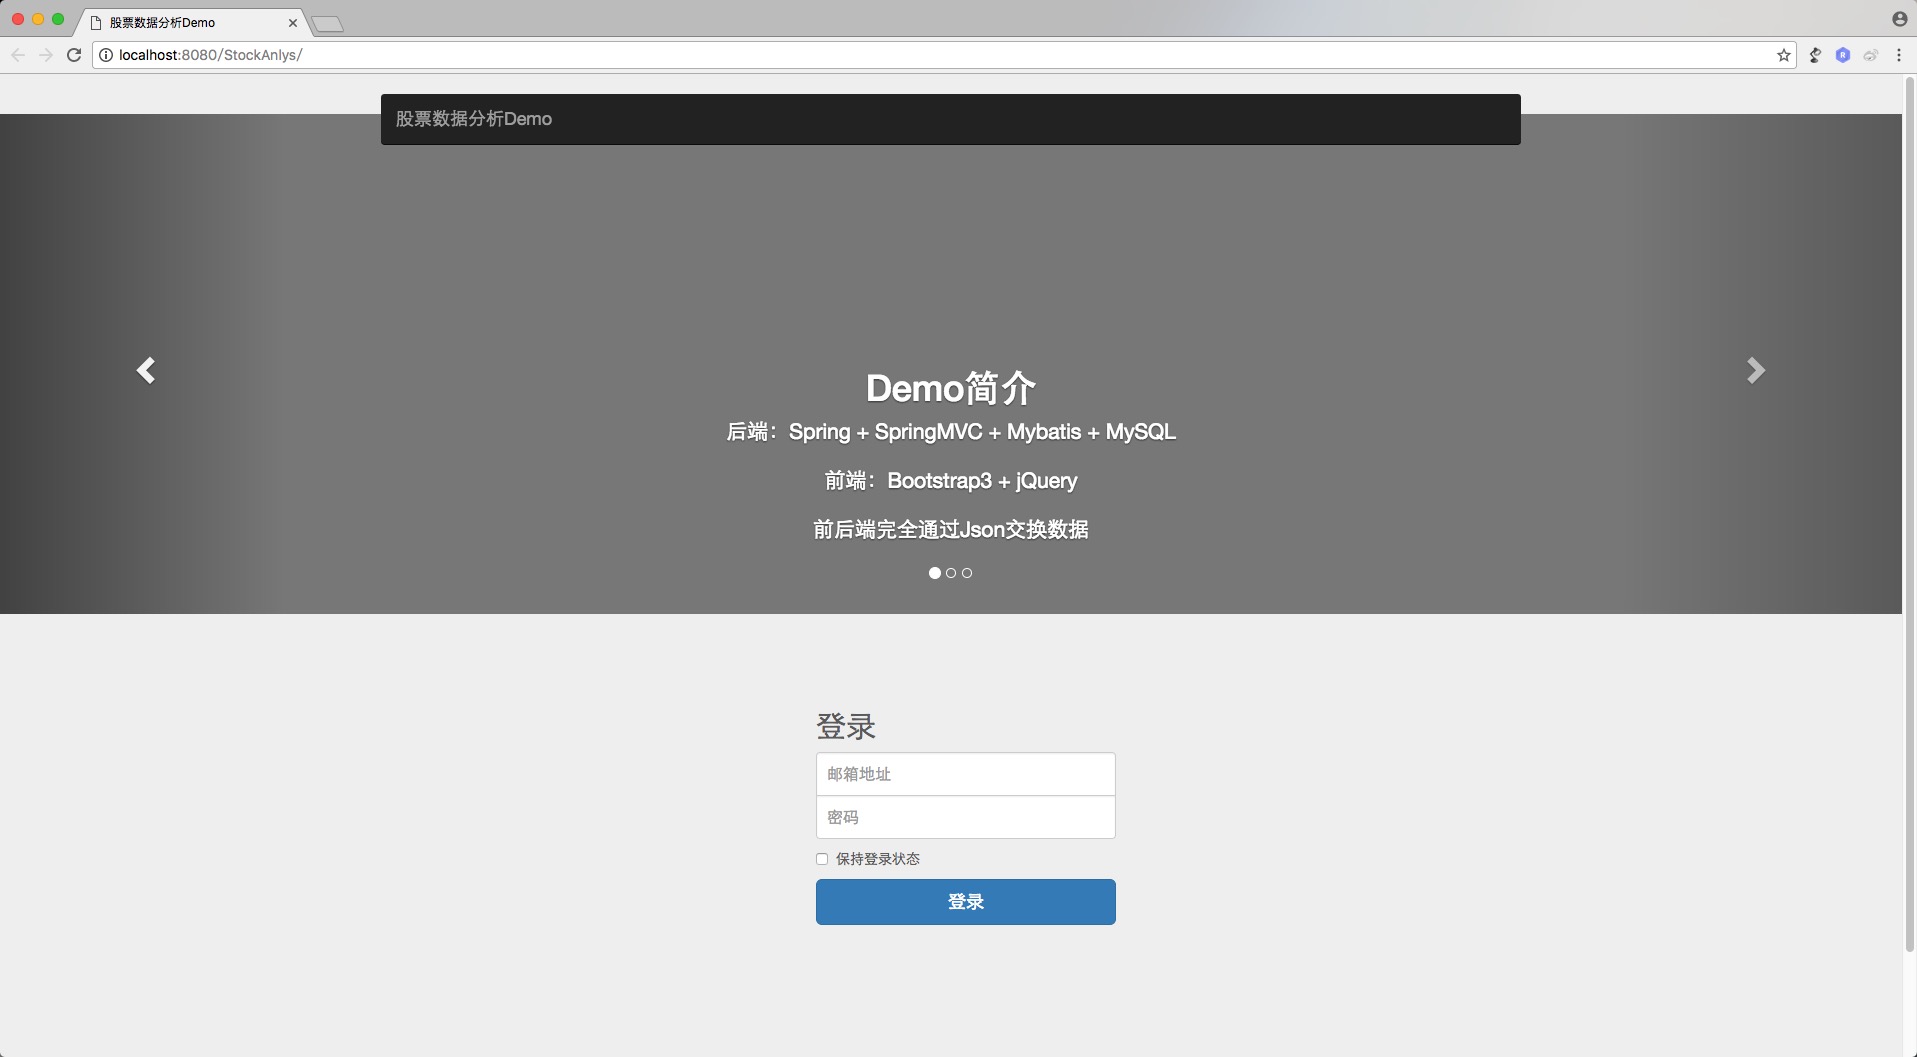 股票数据分析Demo
localhost:8080/StockAnlys/
股票数据分析Demo
Demo简介
后端：Spring + SpringMVC + Mybatis + MySQL
前端：Bootstrap3 + jQuery
前后端完全通过Json交换数据
登录
邮箱地址
密码
保持登录状态
登录